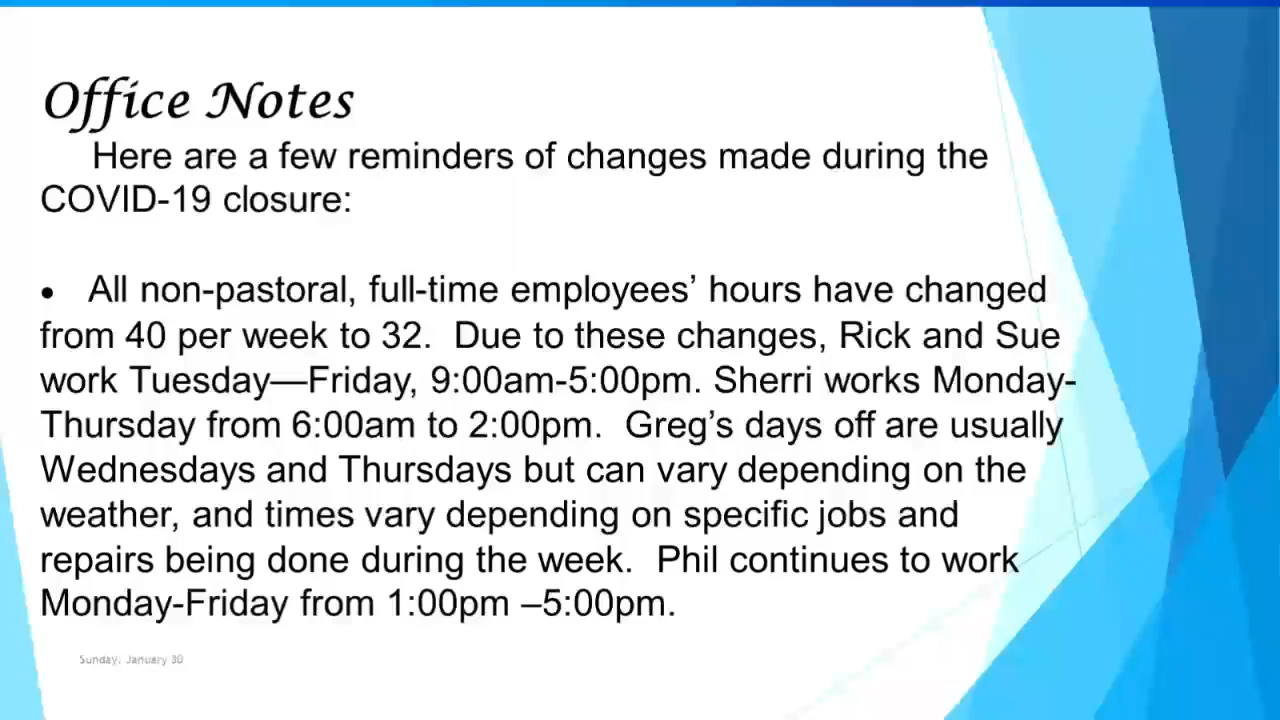 Office Notes
Here are a few reminders of changes made during the
COVID-19 closure:
• All non-pastoral, full-time employees’ hours have changed
from 40 per week to 32.  Due to these changes, Rick and Sue
work Tuesday—Friday, 9:00am-5:00pm. Sherri works Monday-
Thursday from 6:00am to 2:00pm.  Greg’s days off are usually
Wednesdays and Thursdays but can vary depending on the
weather, and times vary depending on specific jobs and
repairs being done during the week.  Phil continues to work
Monday-Friday from 1:00pm –5:00pm.
Sunday, January 30